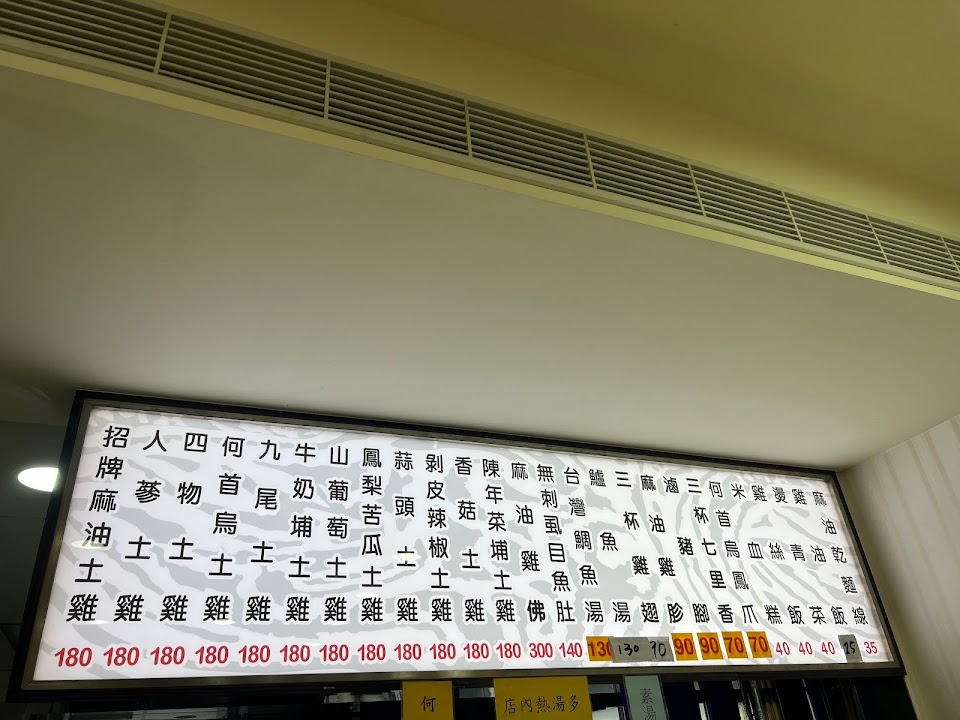 招牌麻油土雞 180
人蔘土雞 180
四物土雞 180
何首烏土雞 180
九尾土雞 180
牛奶埔土雞 180
山葡萄土雞 180
鳳梨苦瓜土雞 180
蒜頭土雞 180
剝皮辣椒土雞 180
香菇土雞 180
陳年菜埔土雞 180
麻油雞佛 300
無刺虱目魚肚 140
台灣鯛魚湯 130
鱸魚湯 130
三杯雞翅 70
麻油雞胗 90
滷豬腳 90
三杯七里香 70
何首烏鳳爪 70
米血糕 40
雞絲飯 40
燙青菜 40
雞油飯 25
麻油乾麵線 35
何
店內熱湯多
素湯